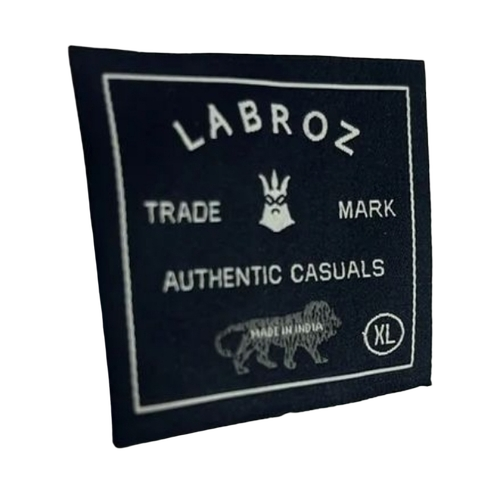 LABROZ
TRADE MARK
AUTHENTIC CASUALS
MADE IN INDIA
XL